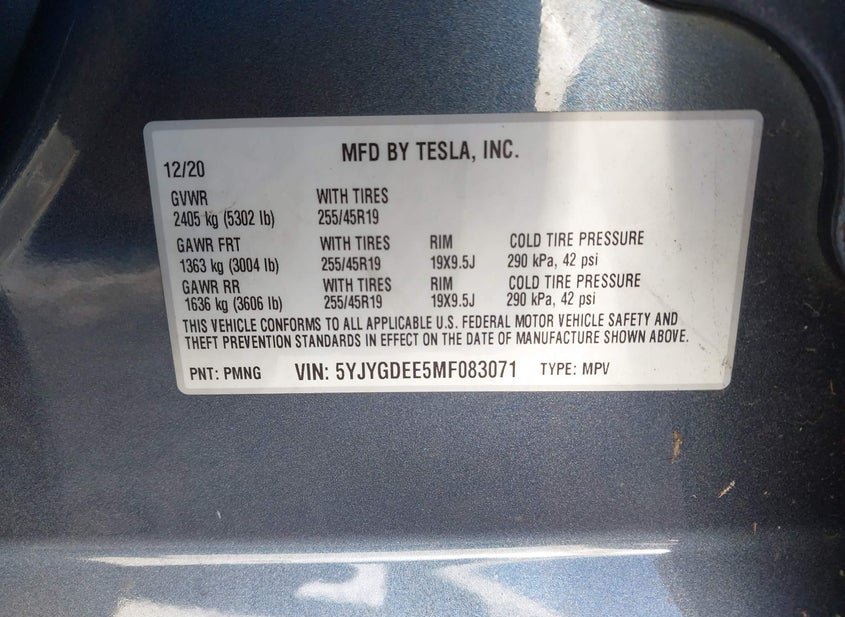 MFD BY TESLA, INC.
12/20
GVWR WITH TIRES
2405 kg (5302 lb) 255/45R19
GAWR FRT WITH TIRES RIM COLD TIRE PRESSURE
1363 kg (3004 lb) 255/45R19 19X9.5J 290 kPa, 42 psi
GAWR RR WITH TIRES RIM COLD TIRE PRESSURE
1636 kg (3606 lb) 255/45R19 19X9.5J 290 kPa, 42 psi
THIS VEHICLE CONFORMS TO ALL APPLICABLE U.S. FEDERAL MOTOR VEHICLE SAFETY AND
THEFT PREVENTION STANDARDS IN EFFECT ON THE DATE OF MANUFACTURE SHOWN ABOVE.
PNT: PMNG VIN: 5YJYGDEE5MF083071 TYPE: MPV